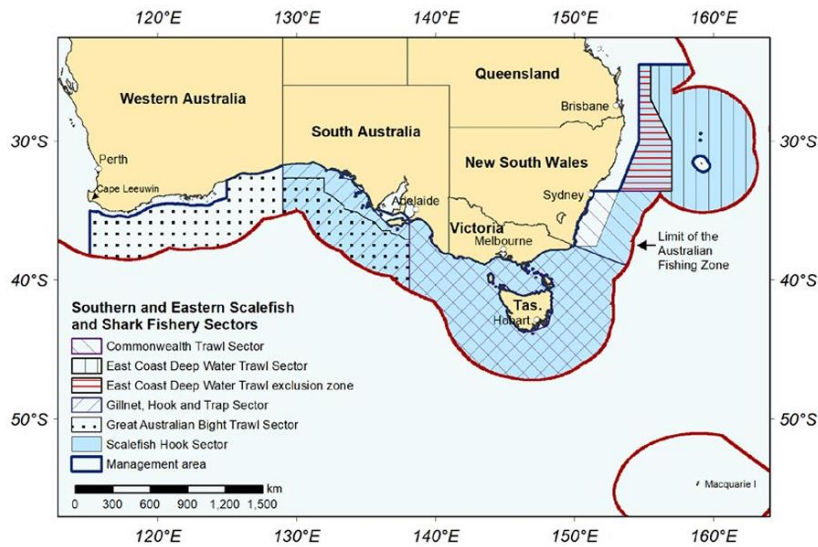 120°E 130°E 140°E 150°E 160°E
Queensland
Western Australia
Brisbane
South Australia
30°S 30°S
Perth
New South Wales
Cape Leeuwin
Sydney
Adelaide
Victoria
Melbourne
Limit of the
Australian
Fishing Zone
40°S 40°S
Tas.
Hobart
Southern and Eastern Scalefish
and Shark Fishery Sectors
Commonwealth Trawl Sector
East Coast Deep Water Trawl Sector
East Coast Deep Water Trawl exclusion zone
Gillnet, Hook and Trap Sector
Great Australian Bight Trawl Sector
Scalefish Hook Sector
Management area
50°S 50°S
Macquarie I
km
0 300 600 900 1,200 1,500
120°E 130°E 140°E 150°E 160°E